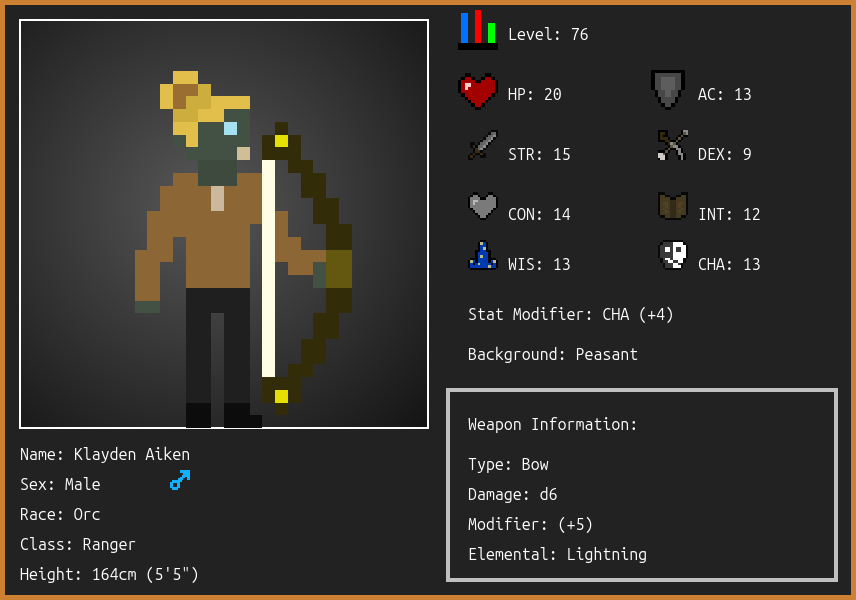 Level: 76
HP: 20
AC: 13
STR: 15
DEX: 9
CON: 14
INT: 12
WIS: 13
CHA: 13
Stat Modifier: CHA (+4)
Background: Peasant
Weapon Information:
Type: Bow
Damage: d6
Modifier: (+5)
Elemental: Lightning
Name: Klayden Aiken
Sex: Male
Race: Orc
Class: Ranger
Height: 164cm (5'5")